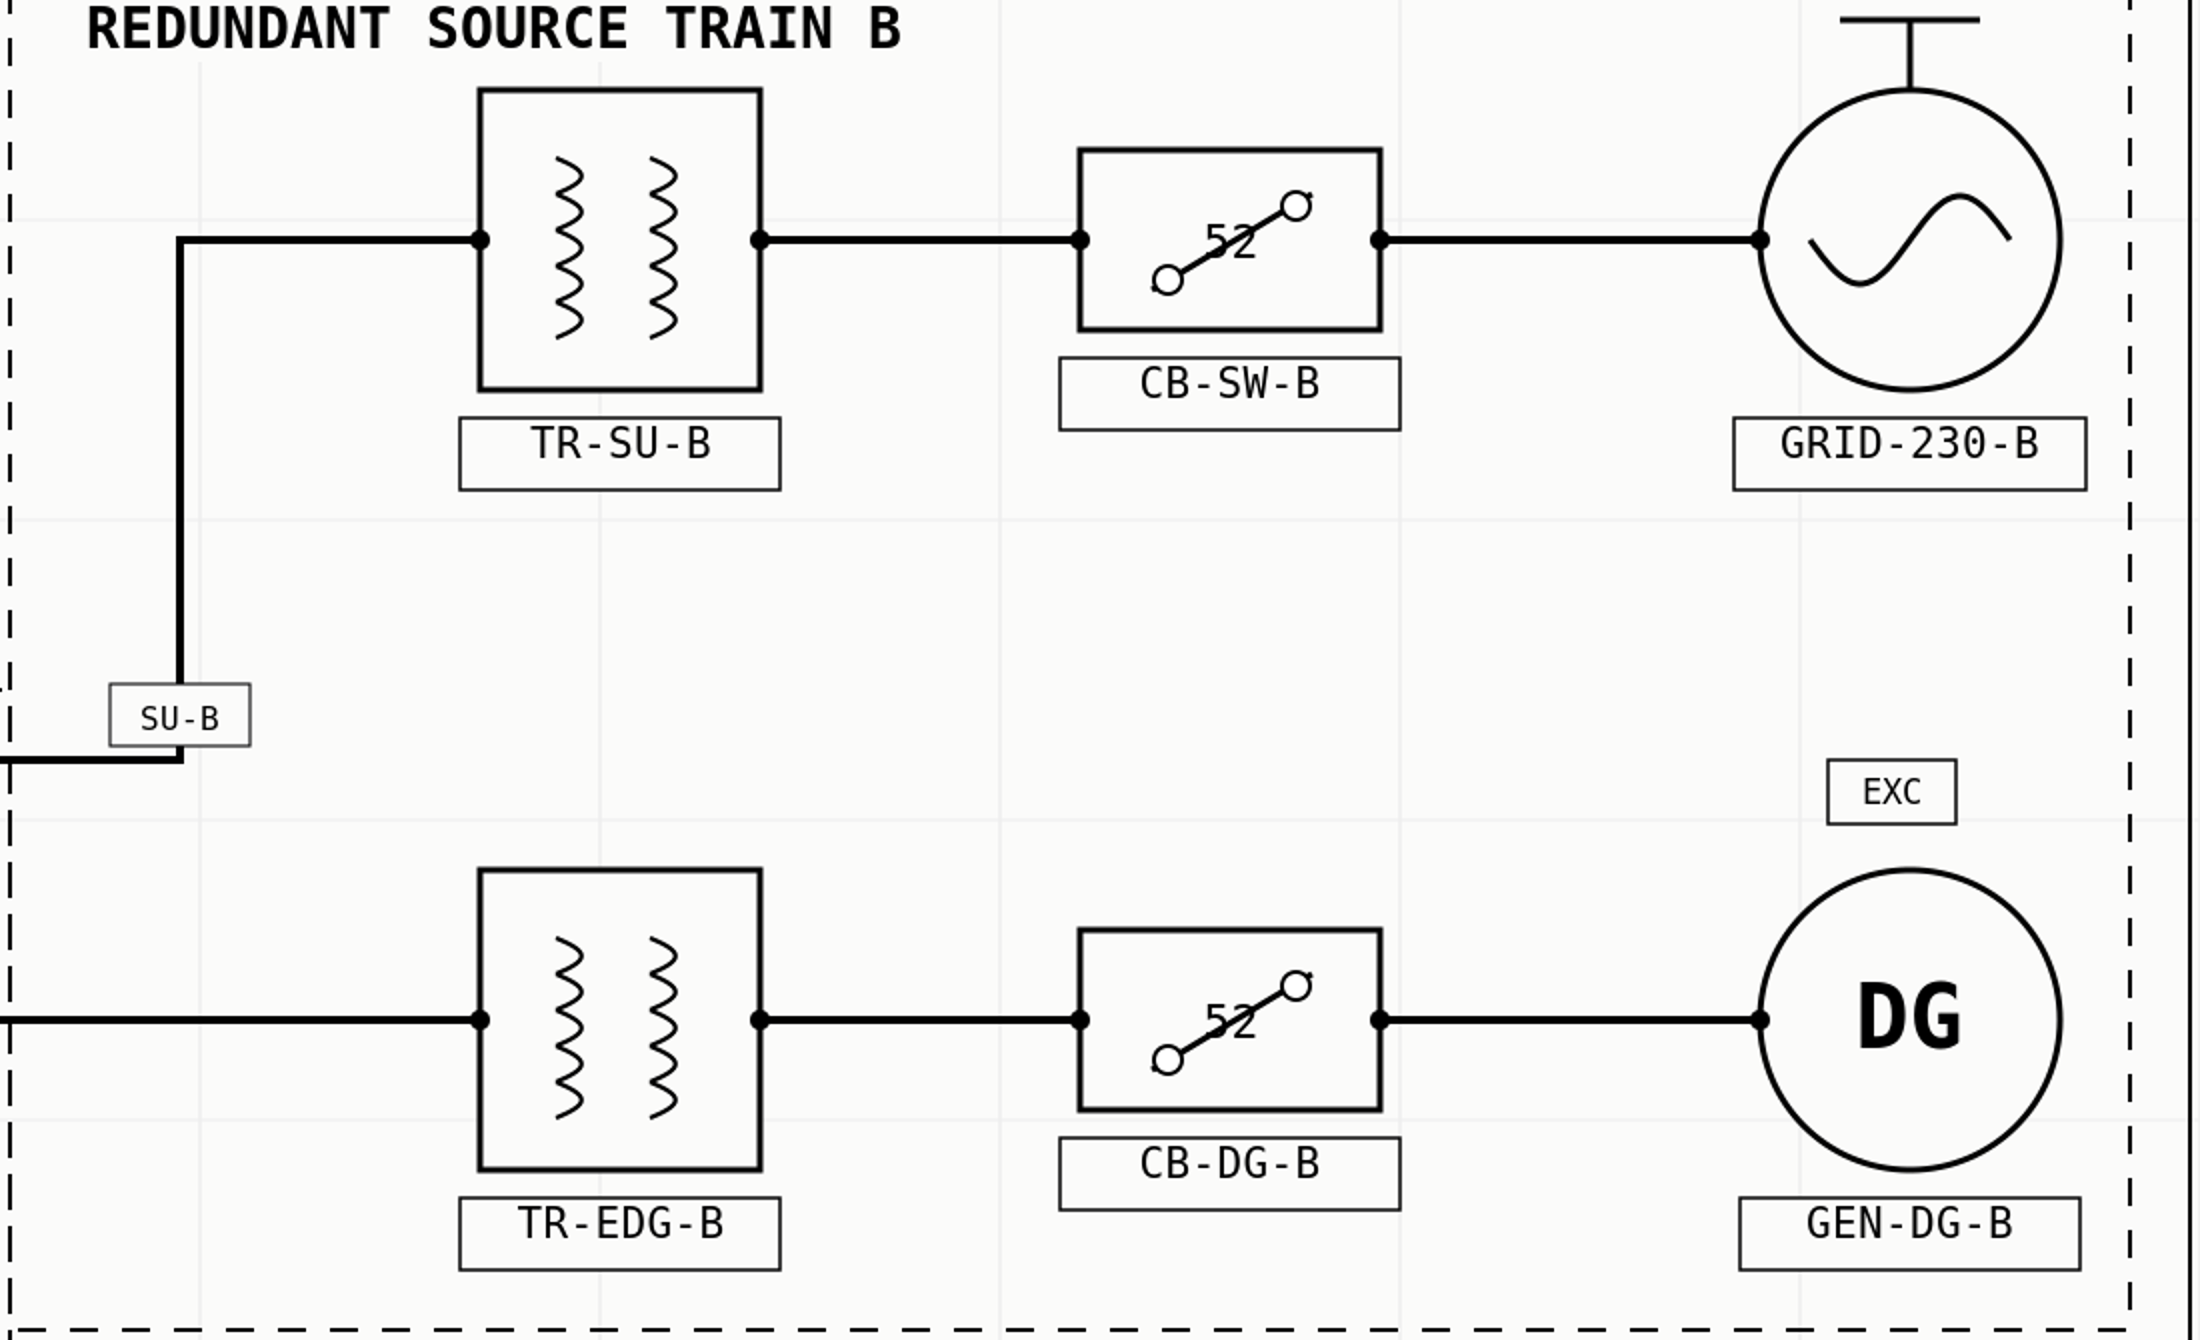 REDUNDANT SOURCE TRAIN B
52
CB-SW-B
TR-SU-B
GRID-230-B
SU-B
EXC
52
DG
CB-DG-B
TR-EDG-B
GEN-DG-B